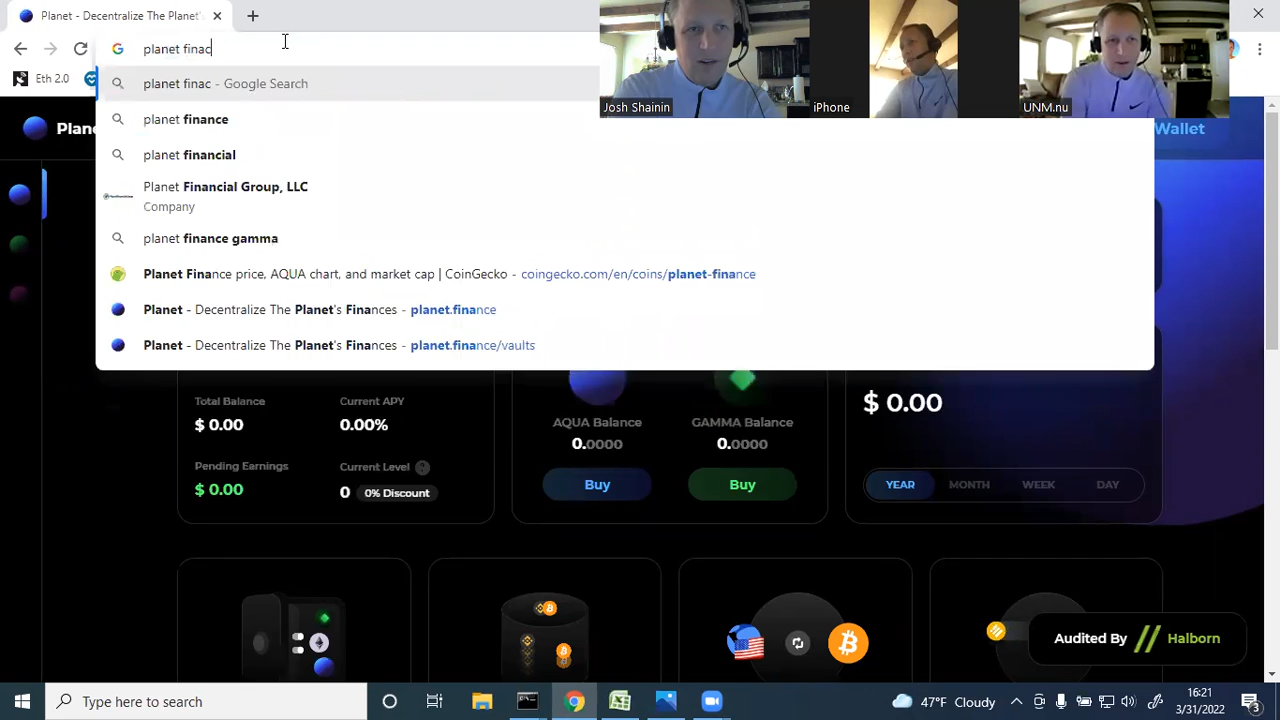 Planet - Decentralize The Planet's
planet finac
Eth 2.0
planet finac - Google Search
planet finance
planet financial
Planet Financial Group, LLC
Company
planet finance gamma
Planet Finance price, AQUA chart, and market cap | CoinGecko - coingecko.com/en/coins/planet-finance
Planet - Decentralize The Planet's Finances - planet.finance
Planet - Decentralize The Planet's Finances - planet.finance/vaults
Josh Shainin
iPhone
UNM.nu
Plane
Wallet
Total Balance
Current APY
$ 0.00
0.00%
Pending Earnings
Current Level ?
$ 0.00
0 0% Discount
AQUA Balance
GAMMA Balance
0.0000
0.0000
Buy
Buy
$ 0.00
YEAR MONTH WEEK DAY
Audited By Halborn
Type here to search
47°F Cloudy
16:21
3/31/2022
3